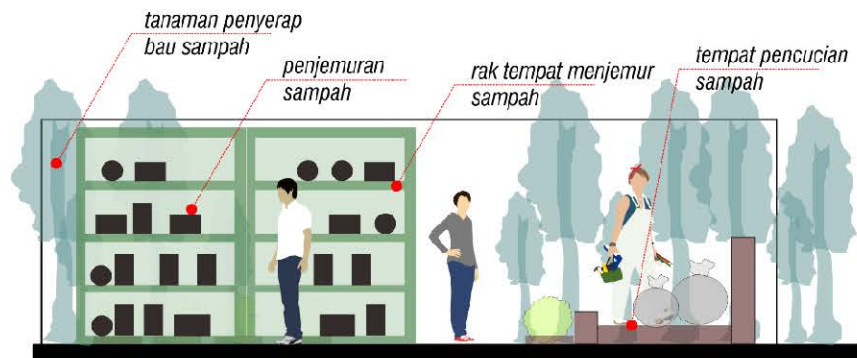 tanaman penyerap
bau sampah
penjemuran
sampah
rak tempat menjemur
sampah
tempat pencucian
sampah